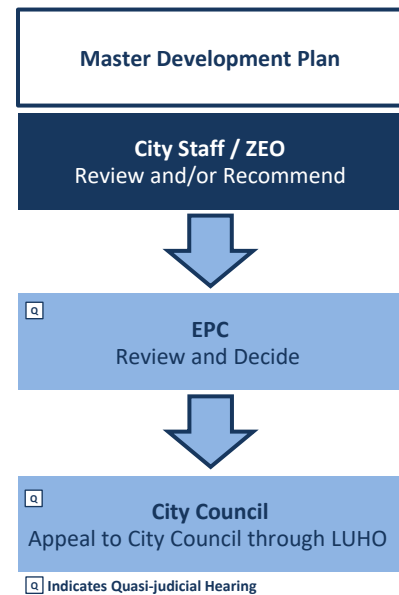 Master Development Plan
City Staff / ZEO
Review and/or Recommend
Q
EPC
Review and Decide
Q
City Council
Appeal to City Council through LUHO
Q Indicates Quasi-judicial Hearing